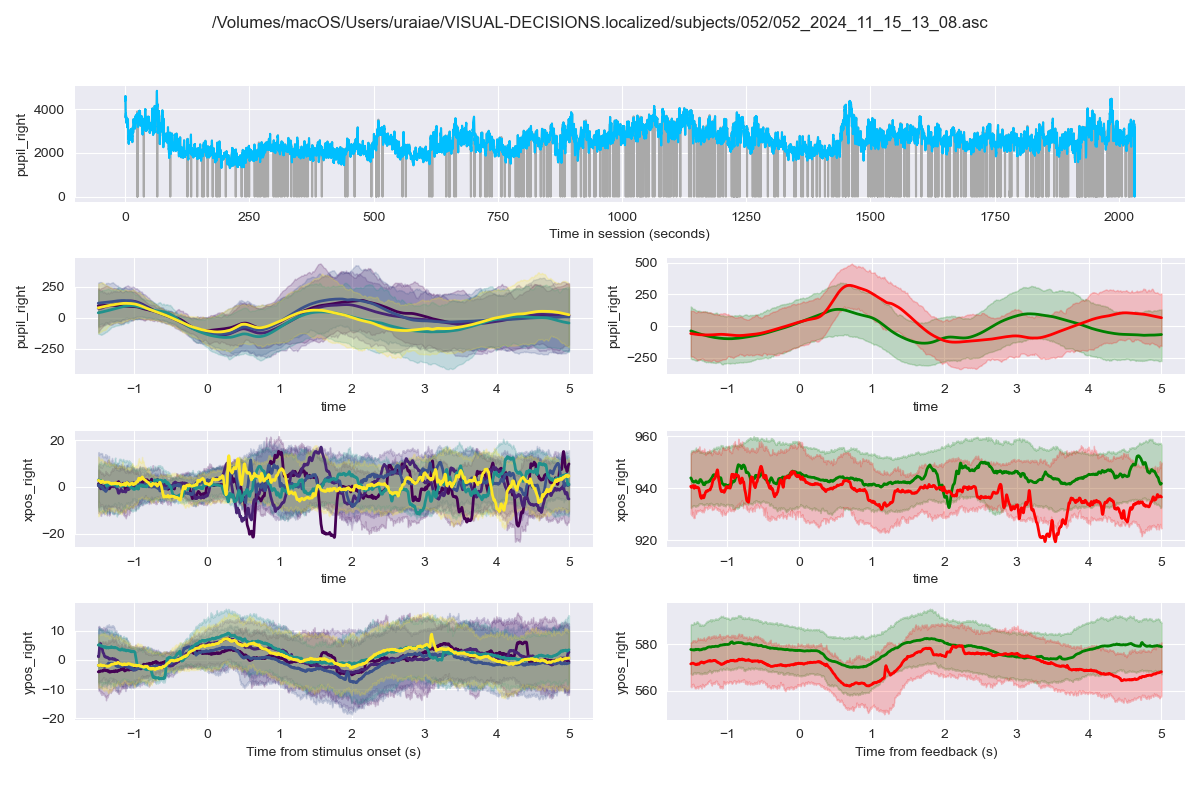 /Volumes/macOS/Users/uraiae/VISUAL-DECISIONS.localized/subjects/052/052_2024_11_15_13_08.asc
pupil_right
4000
2000
0
0 250 500 750 1000 1250 1500 1750 2000
Time in session (seconds)
pupil_right
250
0
−250
−1 0 1 2 3 4 5
time
pupil_right
500
250
0
−250
−1 0 1 2 3 4 5
time
xpos_right
20
0
−20
−1 0 1 2 3 4 5
time
xpos_right
960
940
920
−1 0 1 2 3 4 5
time
ypos_right
10
0
−10
−20
−1 0 1 2 3 4 5
Time from stimulus onset (s)
ypos_right
580
560
−1 0 1 2 3 4 5
Time from feedback (s)